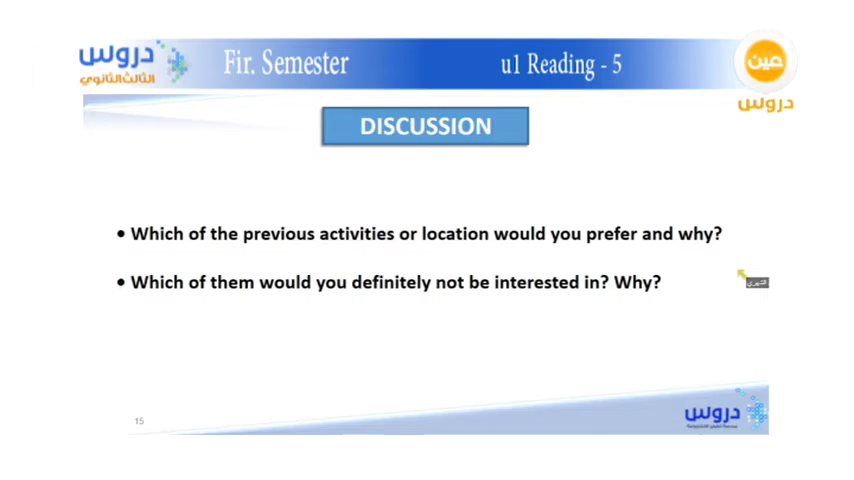 دروس
الثالث الثانوي
Fir. Semester
u1 Reading - 5
عين
دروس
DISCUSSION
• Which of the previous activities or location would you prefer and why?
• Which of them would you definitely not be interested in? Why?
15
دروس